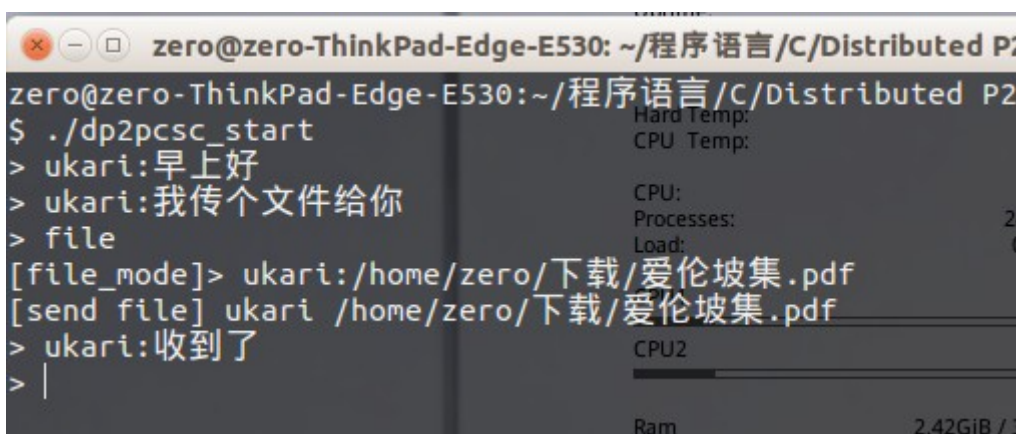 zero@zero-ThinkPad-Edge-E530: ~/程序语言/C/Distributed P2
zero@zero-ThinkPad-Edge-E530:~/程序语言/C/Distributed P2
$ ./dp2pcsc_start
> ukari:早上好
> ukari:我传个文件给你
> file
[file_mode]> ukari:/home/zero/下载/爱伦坡集.pdf
[send file] ukari /home/zero/下载/爱伦坡集.pdf
> ukari:收到了
>
Hard Temp:
CPU Temp:
CPU:
Processes: 2
Load:
CPU2
Ram 2.42GiB /